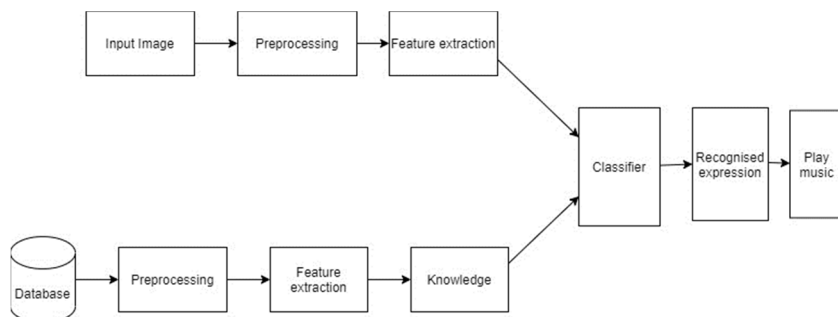 Input Image
Preprocessing
Feature extraction
Classifier
Recognised
expression
Play
music
Database
Preprocessing
Feature
extraction
Knowledge